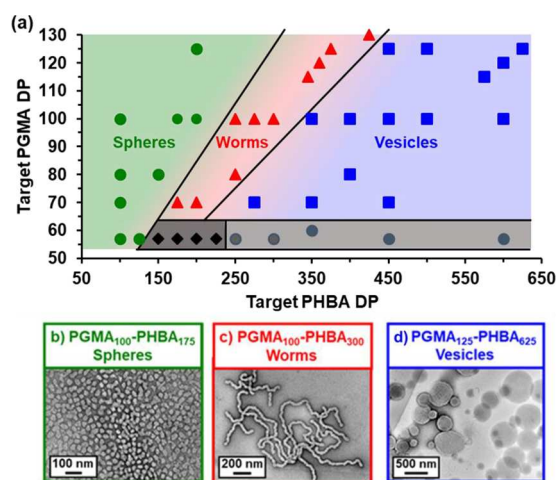 (a)
Target PGMA DP
130
120
110
100
90
80
70
60
50
Spheres
Worms
Vesicles
50 150 250 350 450 550 650
Target PHBA DP
b) PGMA₁₀₀-PHBA₁₇₅
Spheres
100 nm
c) PGMA₁₀₀-PHBA₃₀₀
Worms
200 nm
d) PGMA₁₂₅-PHBA₆₂₅
Vesicles
500 nm